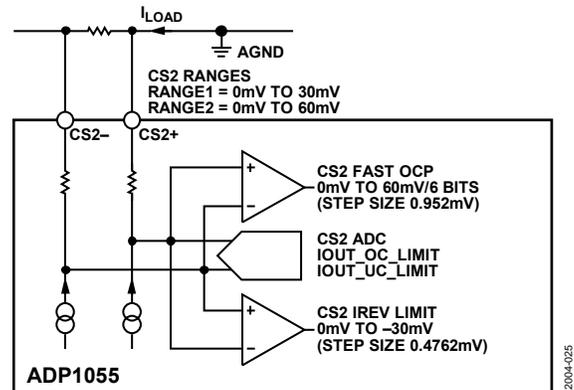 ILOAD
AGND
CS2 RANGES
RANGE1 = 0mV TO 30mV
RANGE2 = 0mV TO 60mV
CS2– CS2+
+
–
CS2 FAST OCP
0mV TO 60mV/6 BITS
(STEP SIZE 0.952mV)
CS2 ADC
IOUT_OC_LIMIT
IOUT_UC_LIMIT
+
–
CS2 IREV LIMIT
0mV TO –30mV
(STEP SIZE 0.4762mV)
ADP1055
2004-025